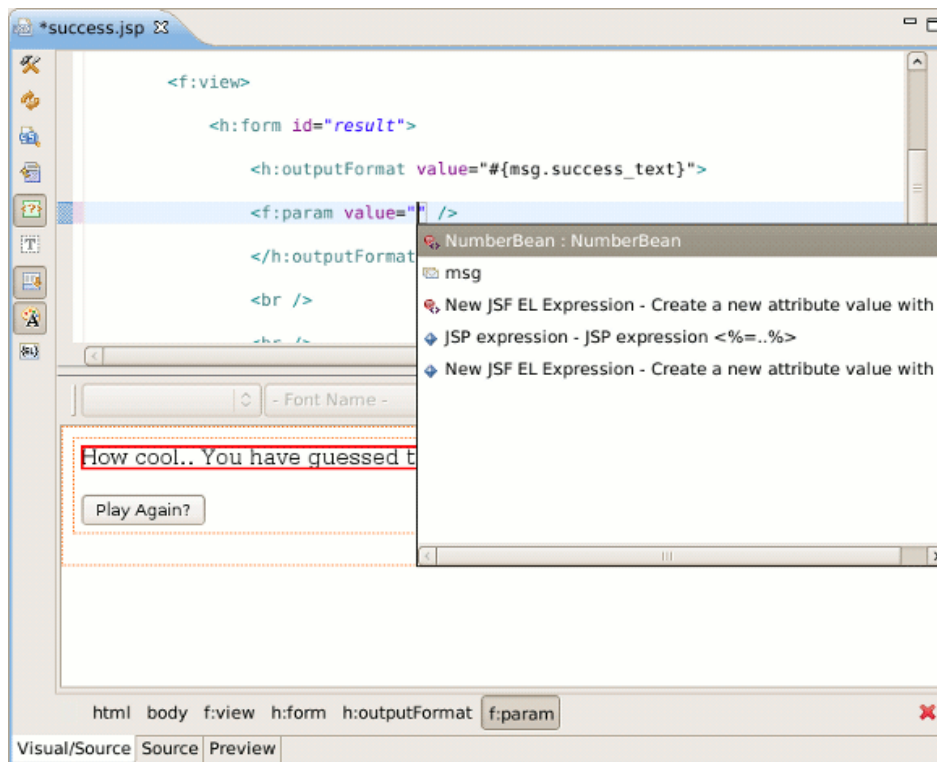 *success.jsp
<f:view>
<h:form id="result">
<h:outputFormat value="#{msg.success_text}">
<f:param value="" />
</h:outputFormat
<br />
<br />
NumberBean : NumberBean
msg
New JSF EL Expression - Create a new attribute value with
JSP expression - JSP expression <%=..%>
New JSF EL Expression - Create a new attribute value with
- Font Name -
How cool.. You have guessed t
Play Again?
html body f:view h:form h:outputFormat f:param
Visual/Source Source Preview